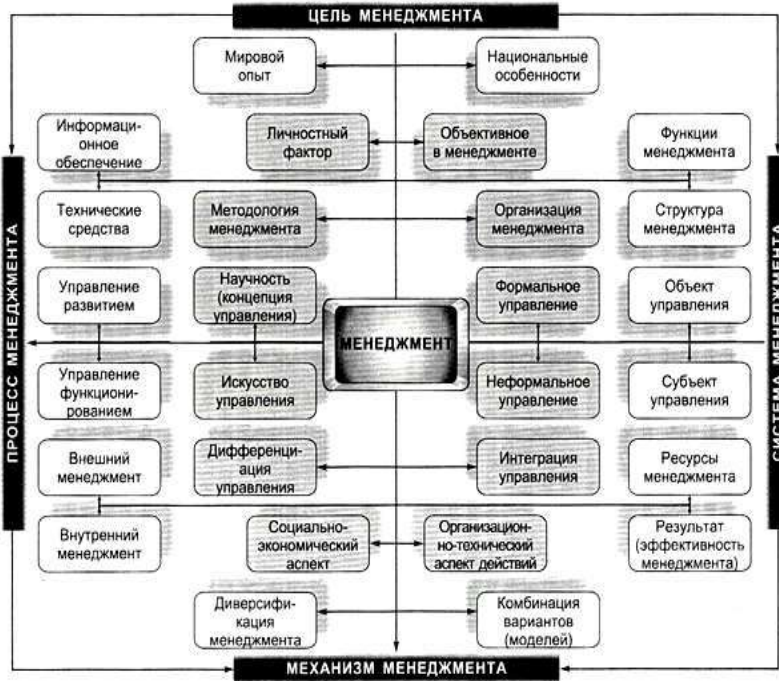 ЦЕЛЬ МЕНЕДЖМЕНТА
Мировой
опыт
Национальные
особенности
Информаци-
онное
обеспечение
Личностный
фактор
Объективное
в менеджменте
Функции
менеджмента
Технические
средства
Методология
менеджмента
Организация
менеджмента
Структура
менеджмента
Управление
развитием
Научность
(концепция
управления)
Формальное
управление
Объект
управления
МЕНЕДЖМЕНТ
ПРОЦЕСС МЕНЕДЖМЕНТА
СИСТЕМА МЕНЕДЖМЕНТА
Управление
функциони-
рованием
Искусство
управления
Неформальное
управление
Субъект
управления
Внешний
менеджмент
Дифференци-
ация
управления
Интеграция
управления
Ресурсы
менеджмента
Внутренний
менеджмент
Социально-
экономический
аспект
Организацион-
но-технический
аспект действий
Результат
(эффективность
менеджмента)
Диверсифи-
кация
менеджмента
Комбинация
вариантов
(моделей)
МЕХАНИЗМ МЕНЕДЖМЕНТА